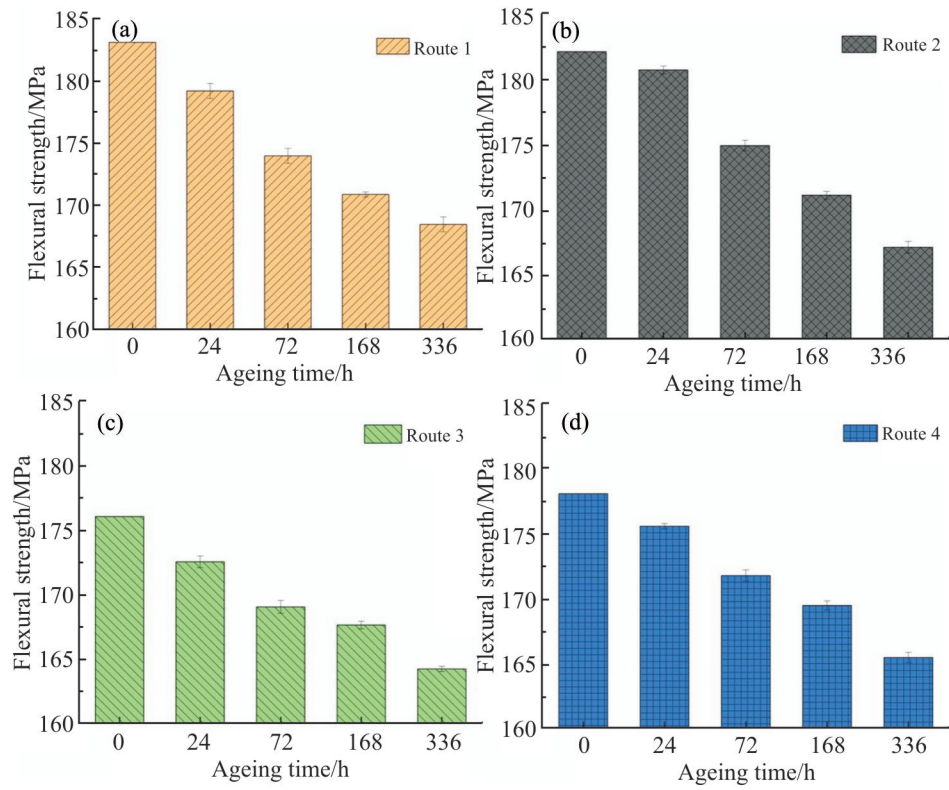 (a)
Route 1
Flexural strength/MPa
185
180
175
170
165
160
0 24 72 168 336
Ageing time/h
(b)
Route 2
Flexural strength/MPa
185
180
175
170
165
160
0 24 72 168 336
Ageing time/h
(c)
Route 3
Flexural strength/MPa
185
180
175
170
165
160
0 24 72 168 336
Ageing time/h
(d)
Route 4
Flexural strength/MPa
185
180
175
170
165
160
0 24 72 168 336
Ageing time/h